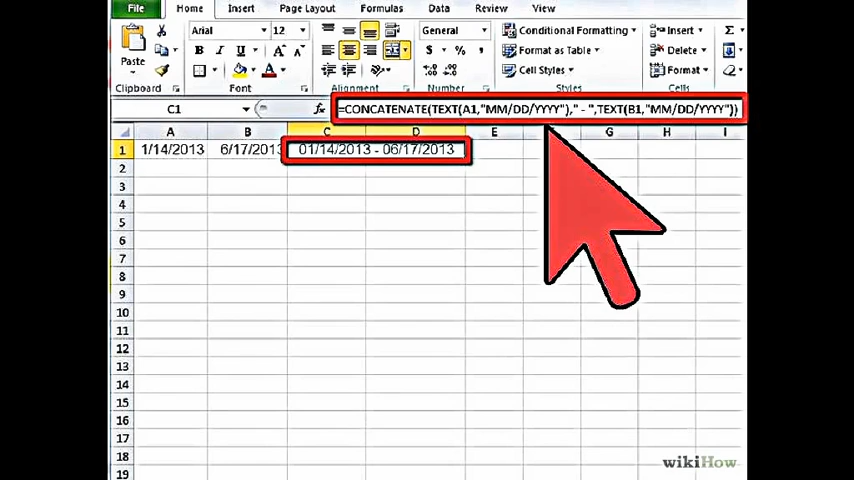 File Home Insert Page Layout Formulas Data Review View
Arial 12 General Conditional Formatting Insert Σ
Paste B I U A A $ % , Format as Table Delete
A Cell Styles Format
Clipboard Font Alignment Number Styles Cells
C1 fx =CONCATENATE(TEXT(A1,"MM/DD/YYYY")," - ",TEXT(B1,"MM/DD/YYYY"))
A B C D E F G H I
1 1/14/2013 6/17/2013 01/14/2013 - 06/17/2013
2
3
4
5
6
7
8
9
10
11
12
13
14
15
16
17
18
19
wikiHow